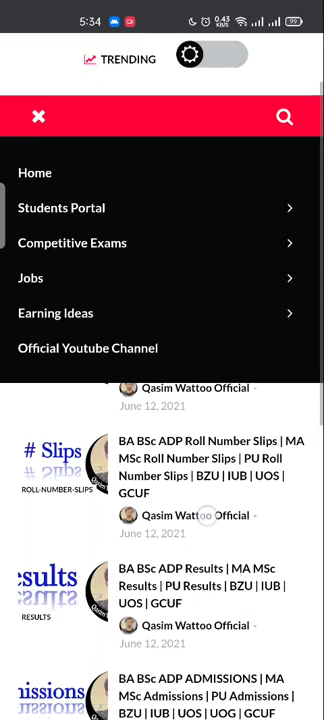 5:34
0.43
KB/S
99
TRENDING
Home
Students Portal
Competitive Exams
Jobs
Earning Ideas
Official Youtube Channel
Qasim Wattoo Official -
June 12, 2021
# Slips
ROLL-NUMBER-SLIPS
BA BSc ADP Roll Number Slips | MA
MSc Roll Number Slips | PU Roll
Number Slips | BZU | IUB | UOS |
GCUF
Qasim Wattoo Official -
June 12, 2021
esults
RESULTS
BA BSc ADP Results | MA MSc
Results | PU Results | BZU | IUB |
UOS | GCUF
Qasim Wattoo Official -
June 12, 2021
issions
BA BSc ADP ADMISSIONS | MA
MSc Admissions | PU Admissions |
BZU | IUB | UOS | UOG | GCUF